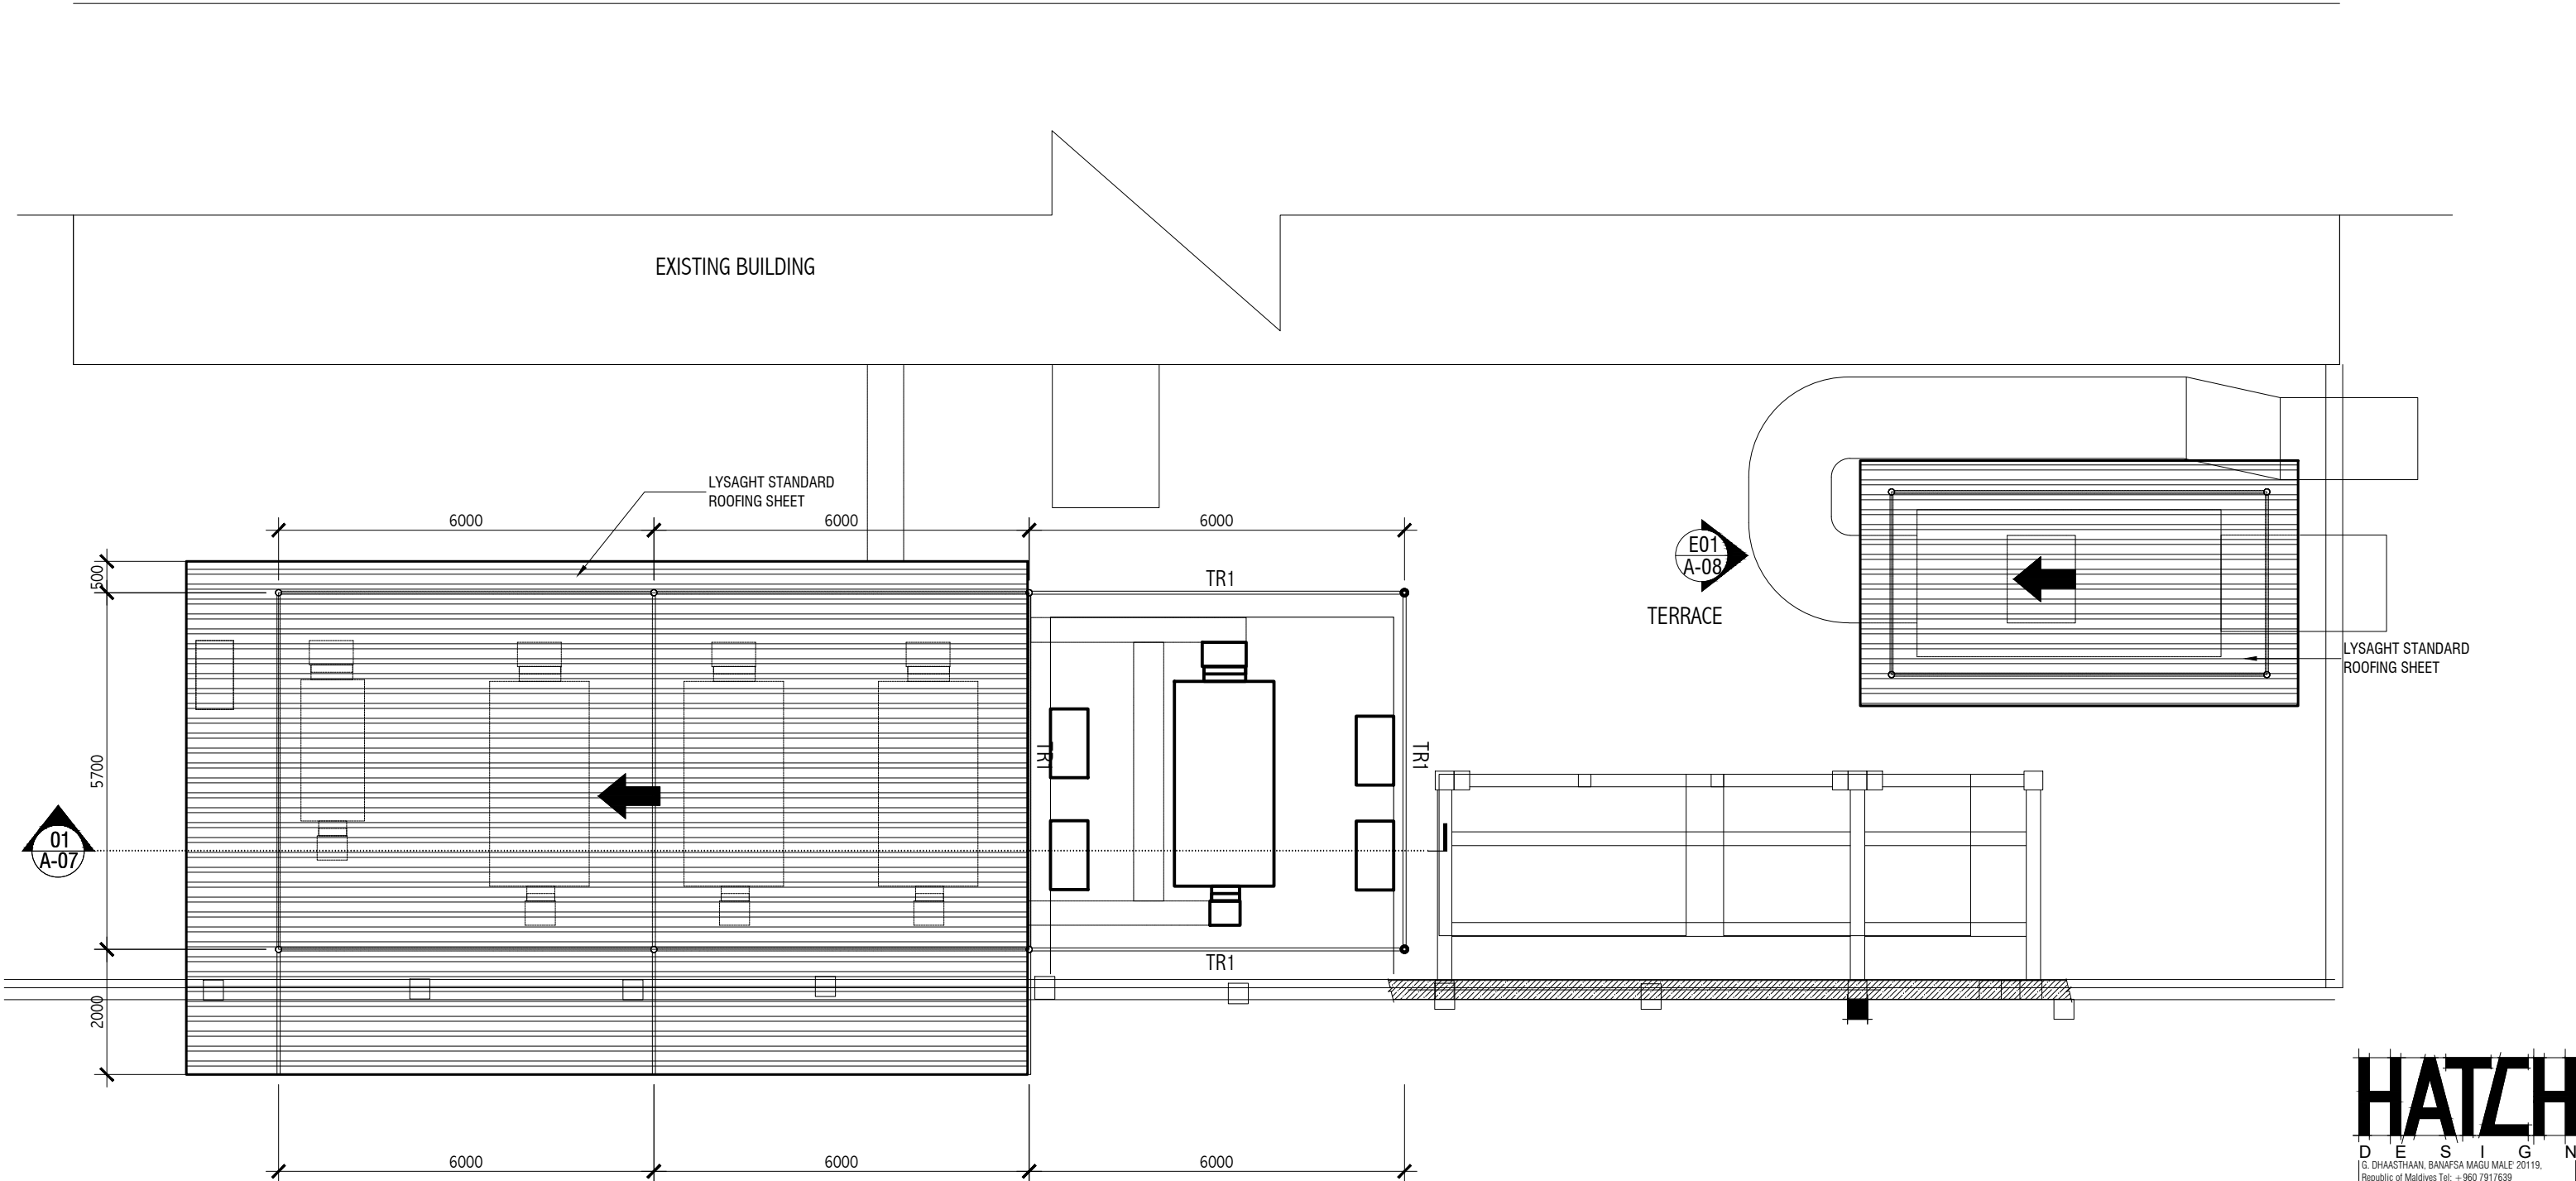 EXISTING BUILDING
LYSAGHT STANDARD
ROOFING SHEET
6000
6000
6000
500
TR1
E01
A-08
TERRACE
LYSAGHT STANDARD
ROOFING SHEET
TR1
TR1
5700
01
A-07
TR1
2000
6000
6000
6000
HATCH
DESIGN
G. DHAASTHAAN, BANAFSA MAGU MALE' 20119,
Republic of Maldives Tel: +960 7917639